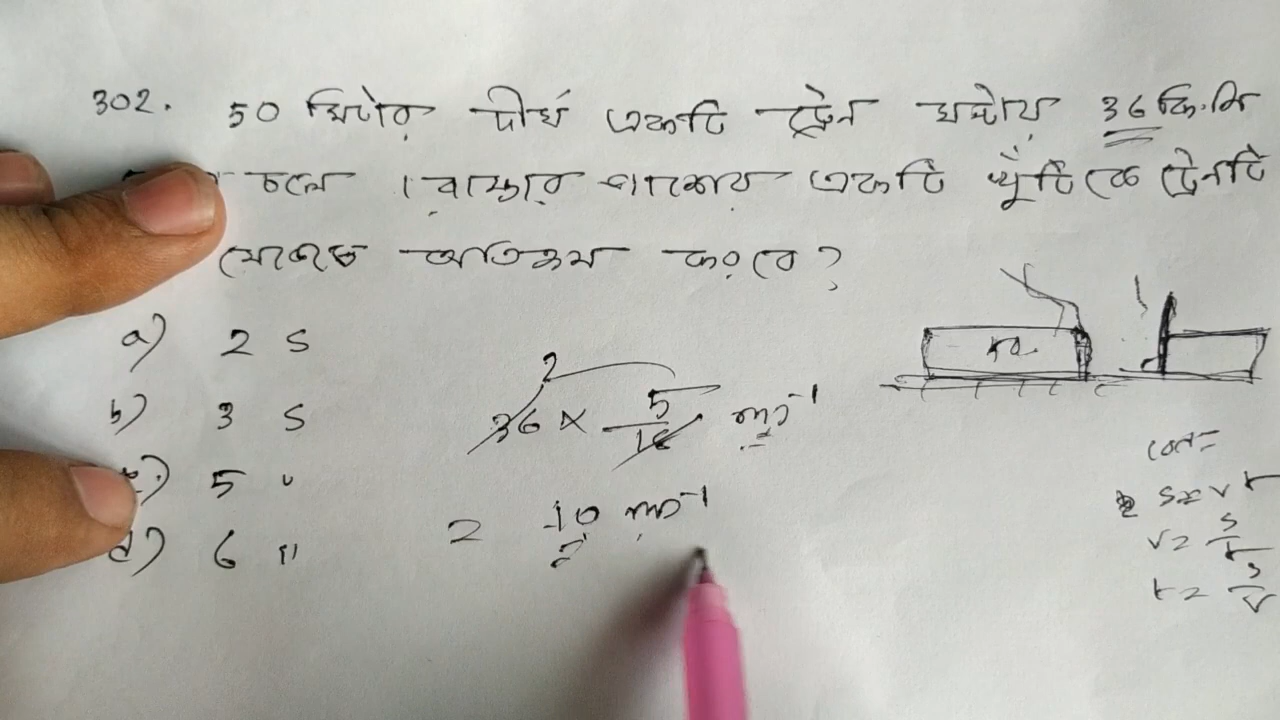 302. 50 মিটার দীর্ঘ একটি ট্রেন ঘন্টায় 36 কি.মি
চলে । রাস্তার পাশের একটি খুঁটি কে ট্রেনটি
অতিক্রম করবে ?
a) 2 s
b) 3 s
5 "
d) 6 "
2
36 × 5/18 ms⁻¹
= 10 ms⁻¹
s = v t
v = s/t
t = s/v